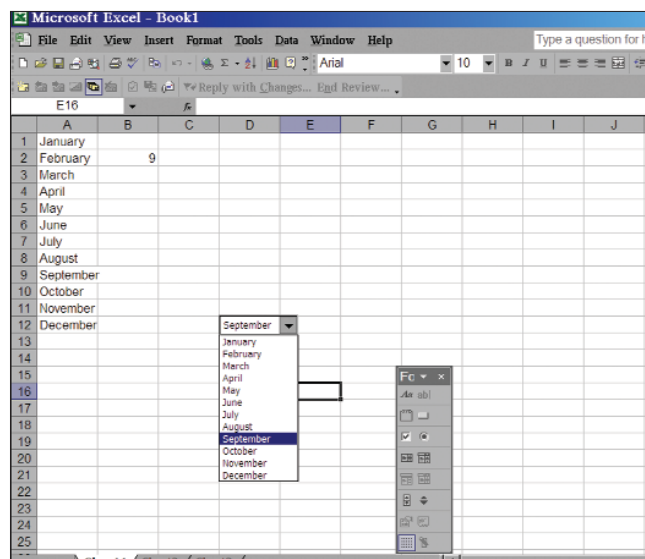 Microsoft Excel - Book1
File Edit View Insert Format Tools Data Window Help Type a question for h
Arial 10 B I U
Reply with Changes... End Review...
E16 fx
A B C D E F G H I J
1 January
2 February 9
3 March
4 April
5 May
6 June
7 July
8 August
9 September
10 October
11 November
12 December September
13 January
14 February
March
15 April Fo
16 May Aa ab|
17 June
July
18 August
19 September
20 October
21 November
December
22
23
24
25